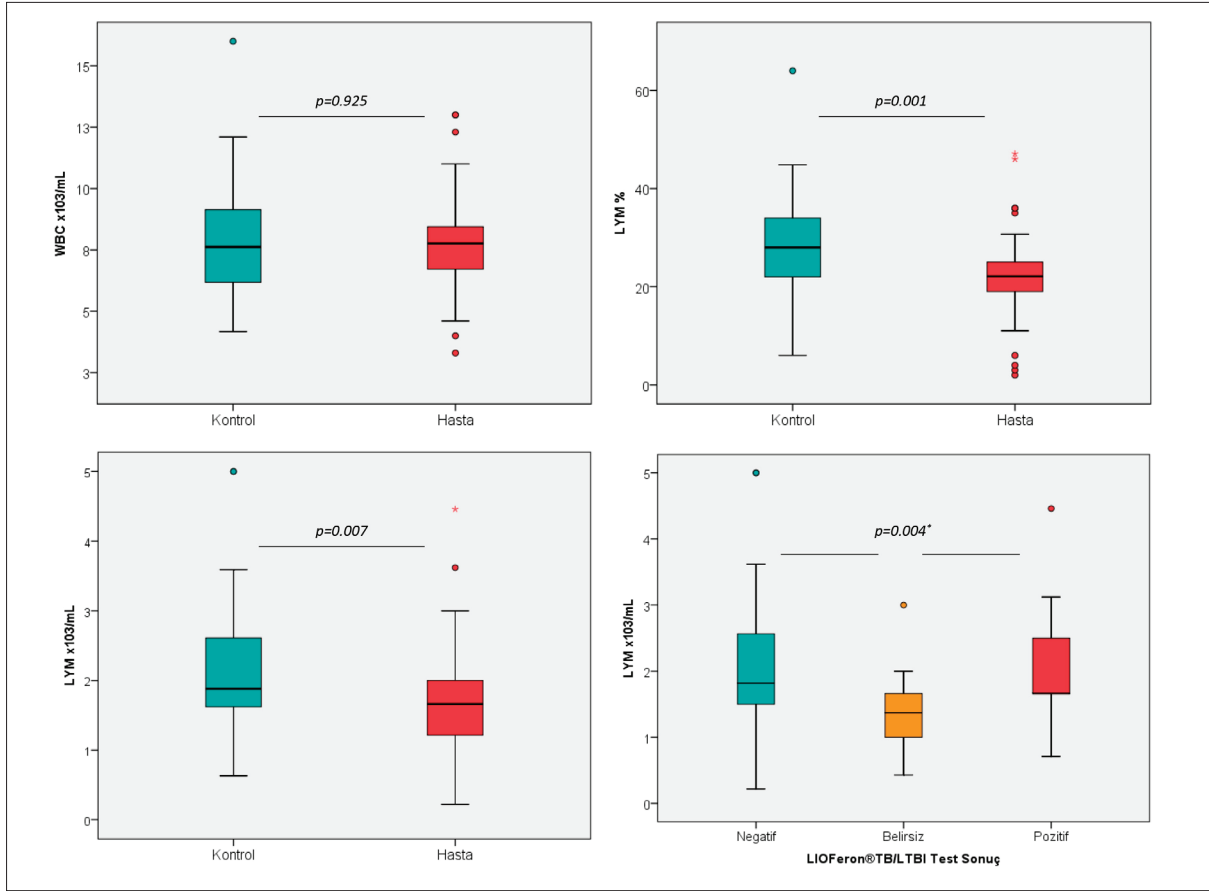 WBC x103/mL
15
13
10
8
5
3
p=0.925
Kontrol
Hasta
LYM %
60
40
20
0
p=0.001
Kontrol
Hasta
LYM x103/mL
5
4
3
2
1
0
p=0.007
Kontrol
Hasta
LYM x103/mL
5
4
3
2
1
0
p=0.004*
Negatif
Belirsiz
Pozitif
LIOFeron®TB/LTBI Test Sonuç